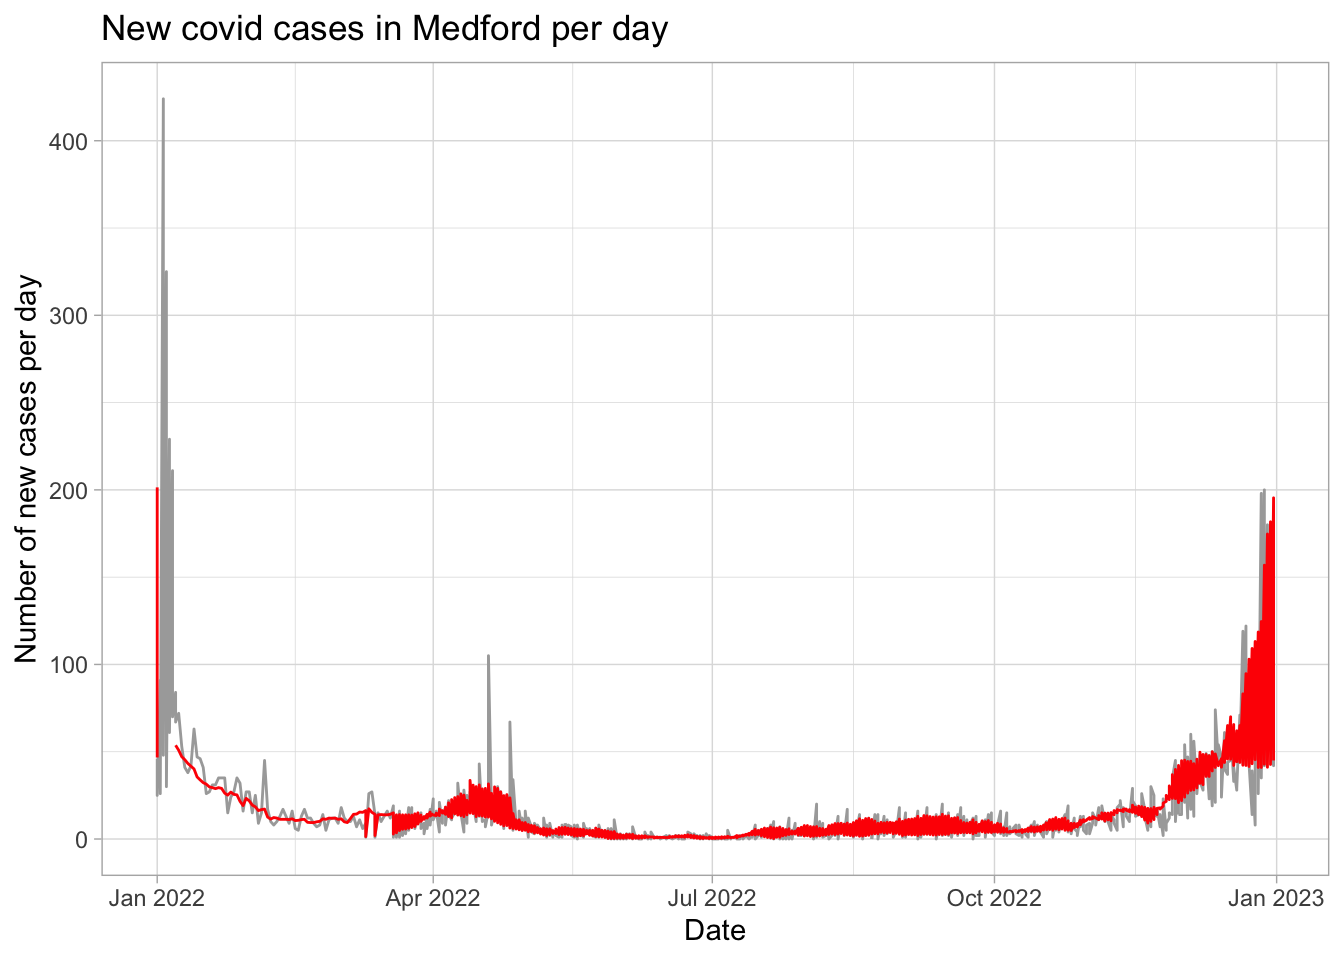 New covid cases in Medford per day
Number of new cases per day
400
300
200
100
0
Jan 2022 Apr 2022 Jul 2022 Oct 2022 Jan 2023
Date